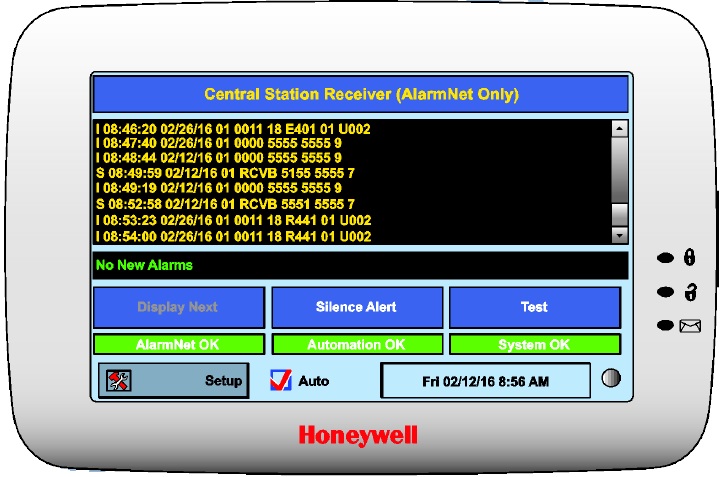 Central Station Receiver (AlarmNet Only)
I 08:46:20 02/26/16 01 0011 18 E401 01 U002
I 08:47:40 02/26/16 01 0000 5555 5555 9
I 08:48:44 02/12/16 01 0000 5555 5555 9
S 08:49:59 02/12/16 01 RCVB 5155 5555 7
I 08:49:19 02/12/16 01 0000 5555 5555 9
S 08:52:58 02/12/16 01 RCVB 5551 5555 7
I 08:53:23 02/26/16 01 0011 18 R441 01 U002
I 08:54:00 02/26/16 01 0011 18 R441 01 U002
No New Alarms
Display Next Silence Alert Test
AlarmNet OK Automation OK System OK
Setup Auto Fri 02/12/16 8:56 AM
Honeywell